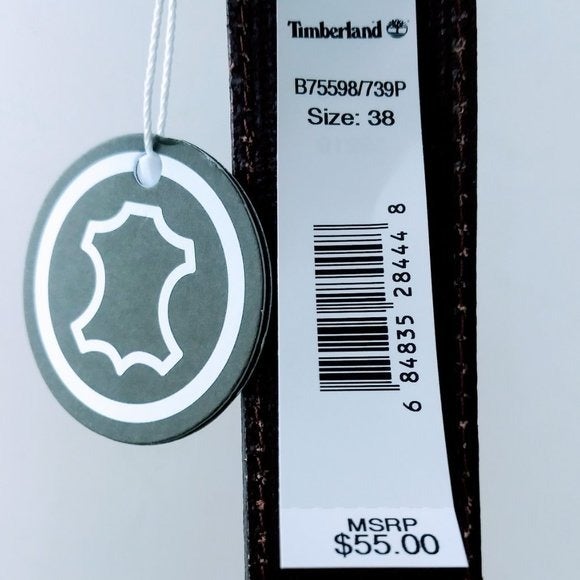 Timberland
B75598/739P
Size: 38
6 84835 28444 8
MSRP
$55.00